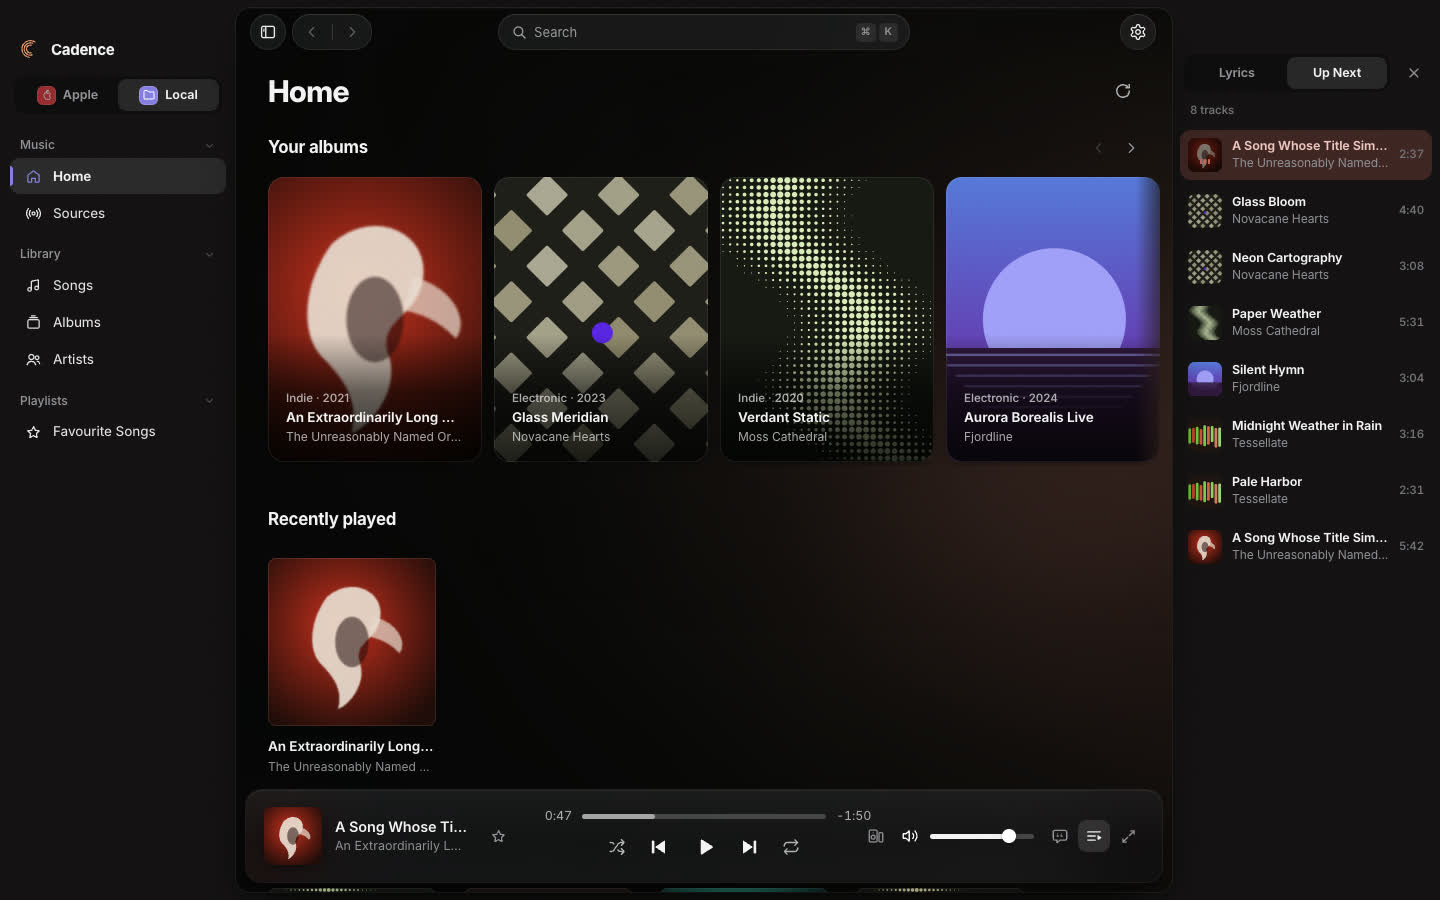 Cadence
Apple
Local
Music
Home
Sources
Library
Songs
Albums
Artists
Playlists
Favourite Songs
Search
⌘ K
Home
Your albums
Indie · 2021
An Extraordinarily Long ...
The Unreasonably Named Or...
Electronic · 2023
Glass Meridian
Novacane Hearts
Indie · 2020
Verdant Static
Moss Cathedral
Electronic · 2024
Aurora Borealis Live
Fjordline
Recently played
An Extraordinarily Long...
The Unreasonably Named ...
A Song Whose Ti...
An Extraordinarily L...
0:47
-1:50
Lyrics
Up Next
8 tracks
A Song Whose Title Sim...
The Unreasonably Named...
2:37
Glass Bloom
Novacane Hearts
4:40
Neon Cartography
Novacane Hearts
3:08
Paper Weather
Moss Cathedral
5:31
Silent Hymn
Fjordline
3:04
Midnight Weather in Rain
Tessellate
3:16
Pale Harbor
Tessellate
2:31
A Song Whose Title Sim...
The Unreasonably Named...
5:42